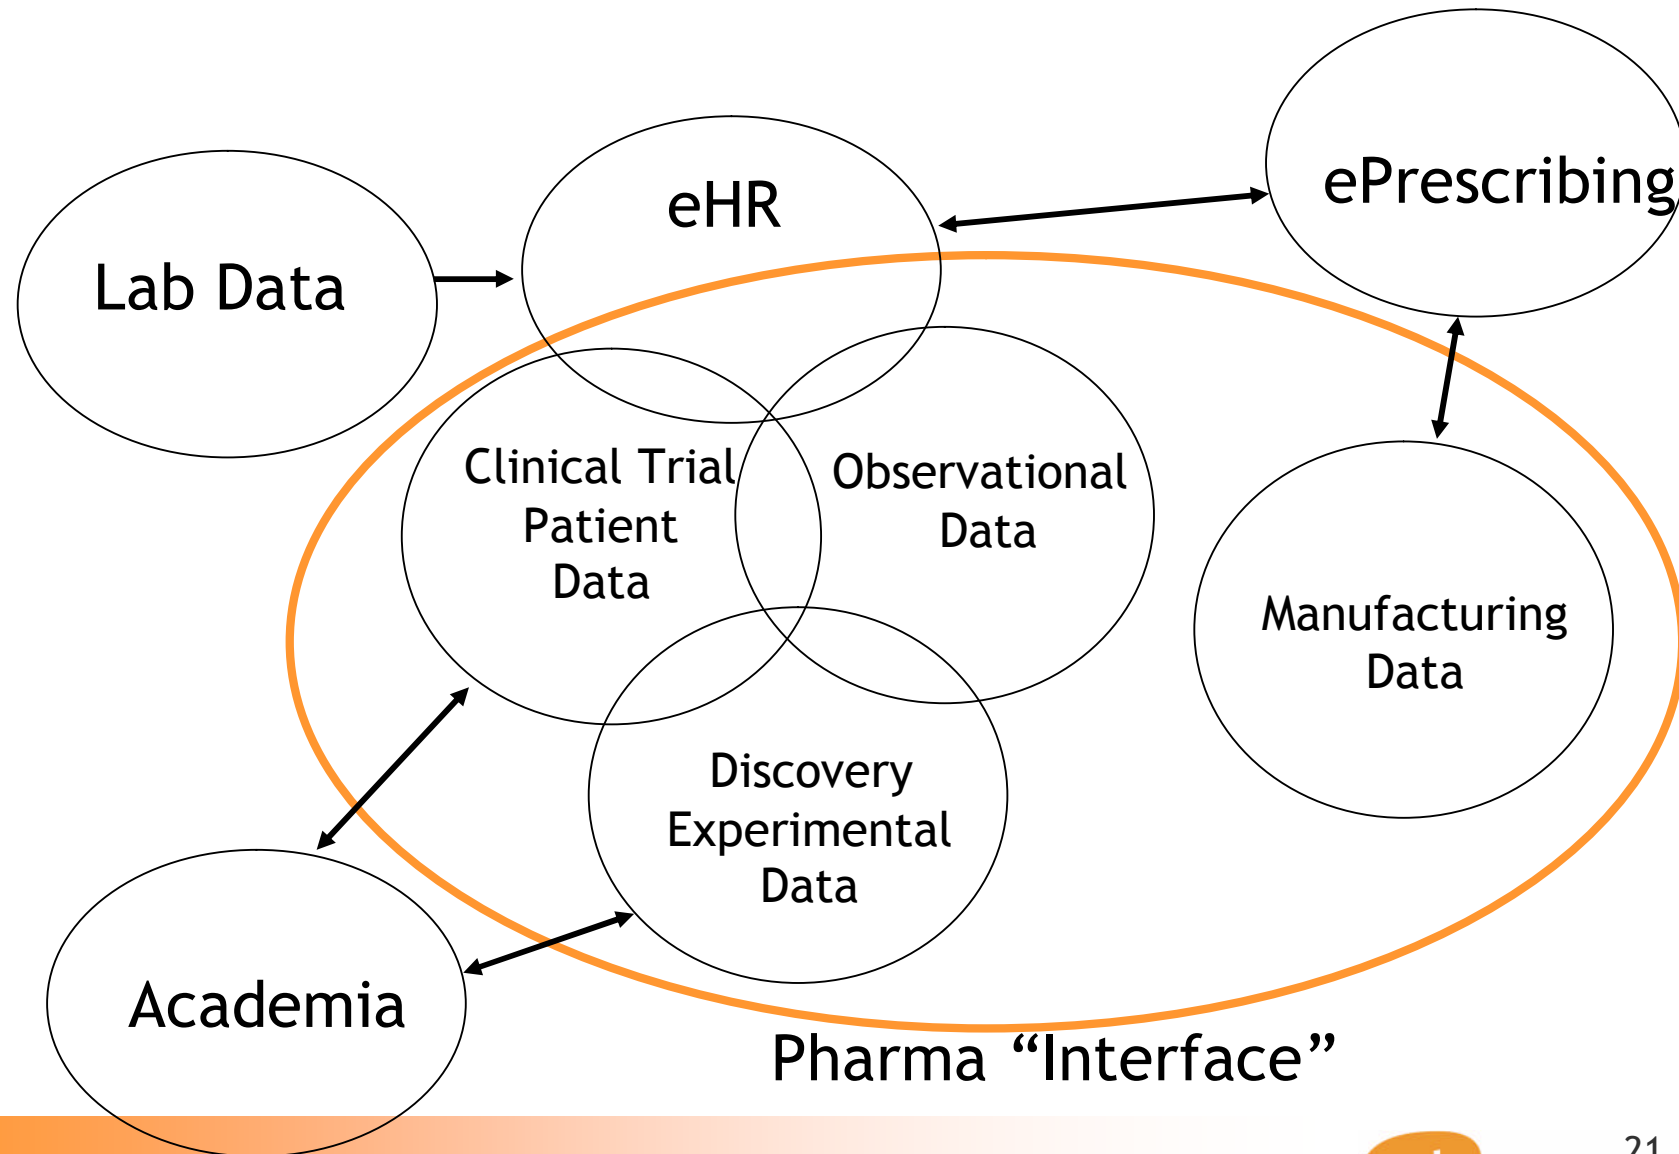 ePrescribing
eHR
Lab Data
Clinical Trial
Patient
Data
Observational
Data
Manufacturing
Data
Discovery
Experimental
Data
Academia
Pharma “Interface”
21